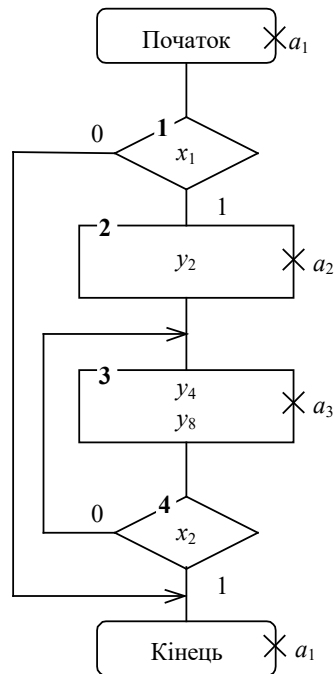 Початок a₁
1
0
x₁
1
2
y₂ a₂
3
y₄ a₃
y₈
4
0
x₂
1
Кінець a₁